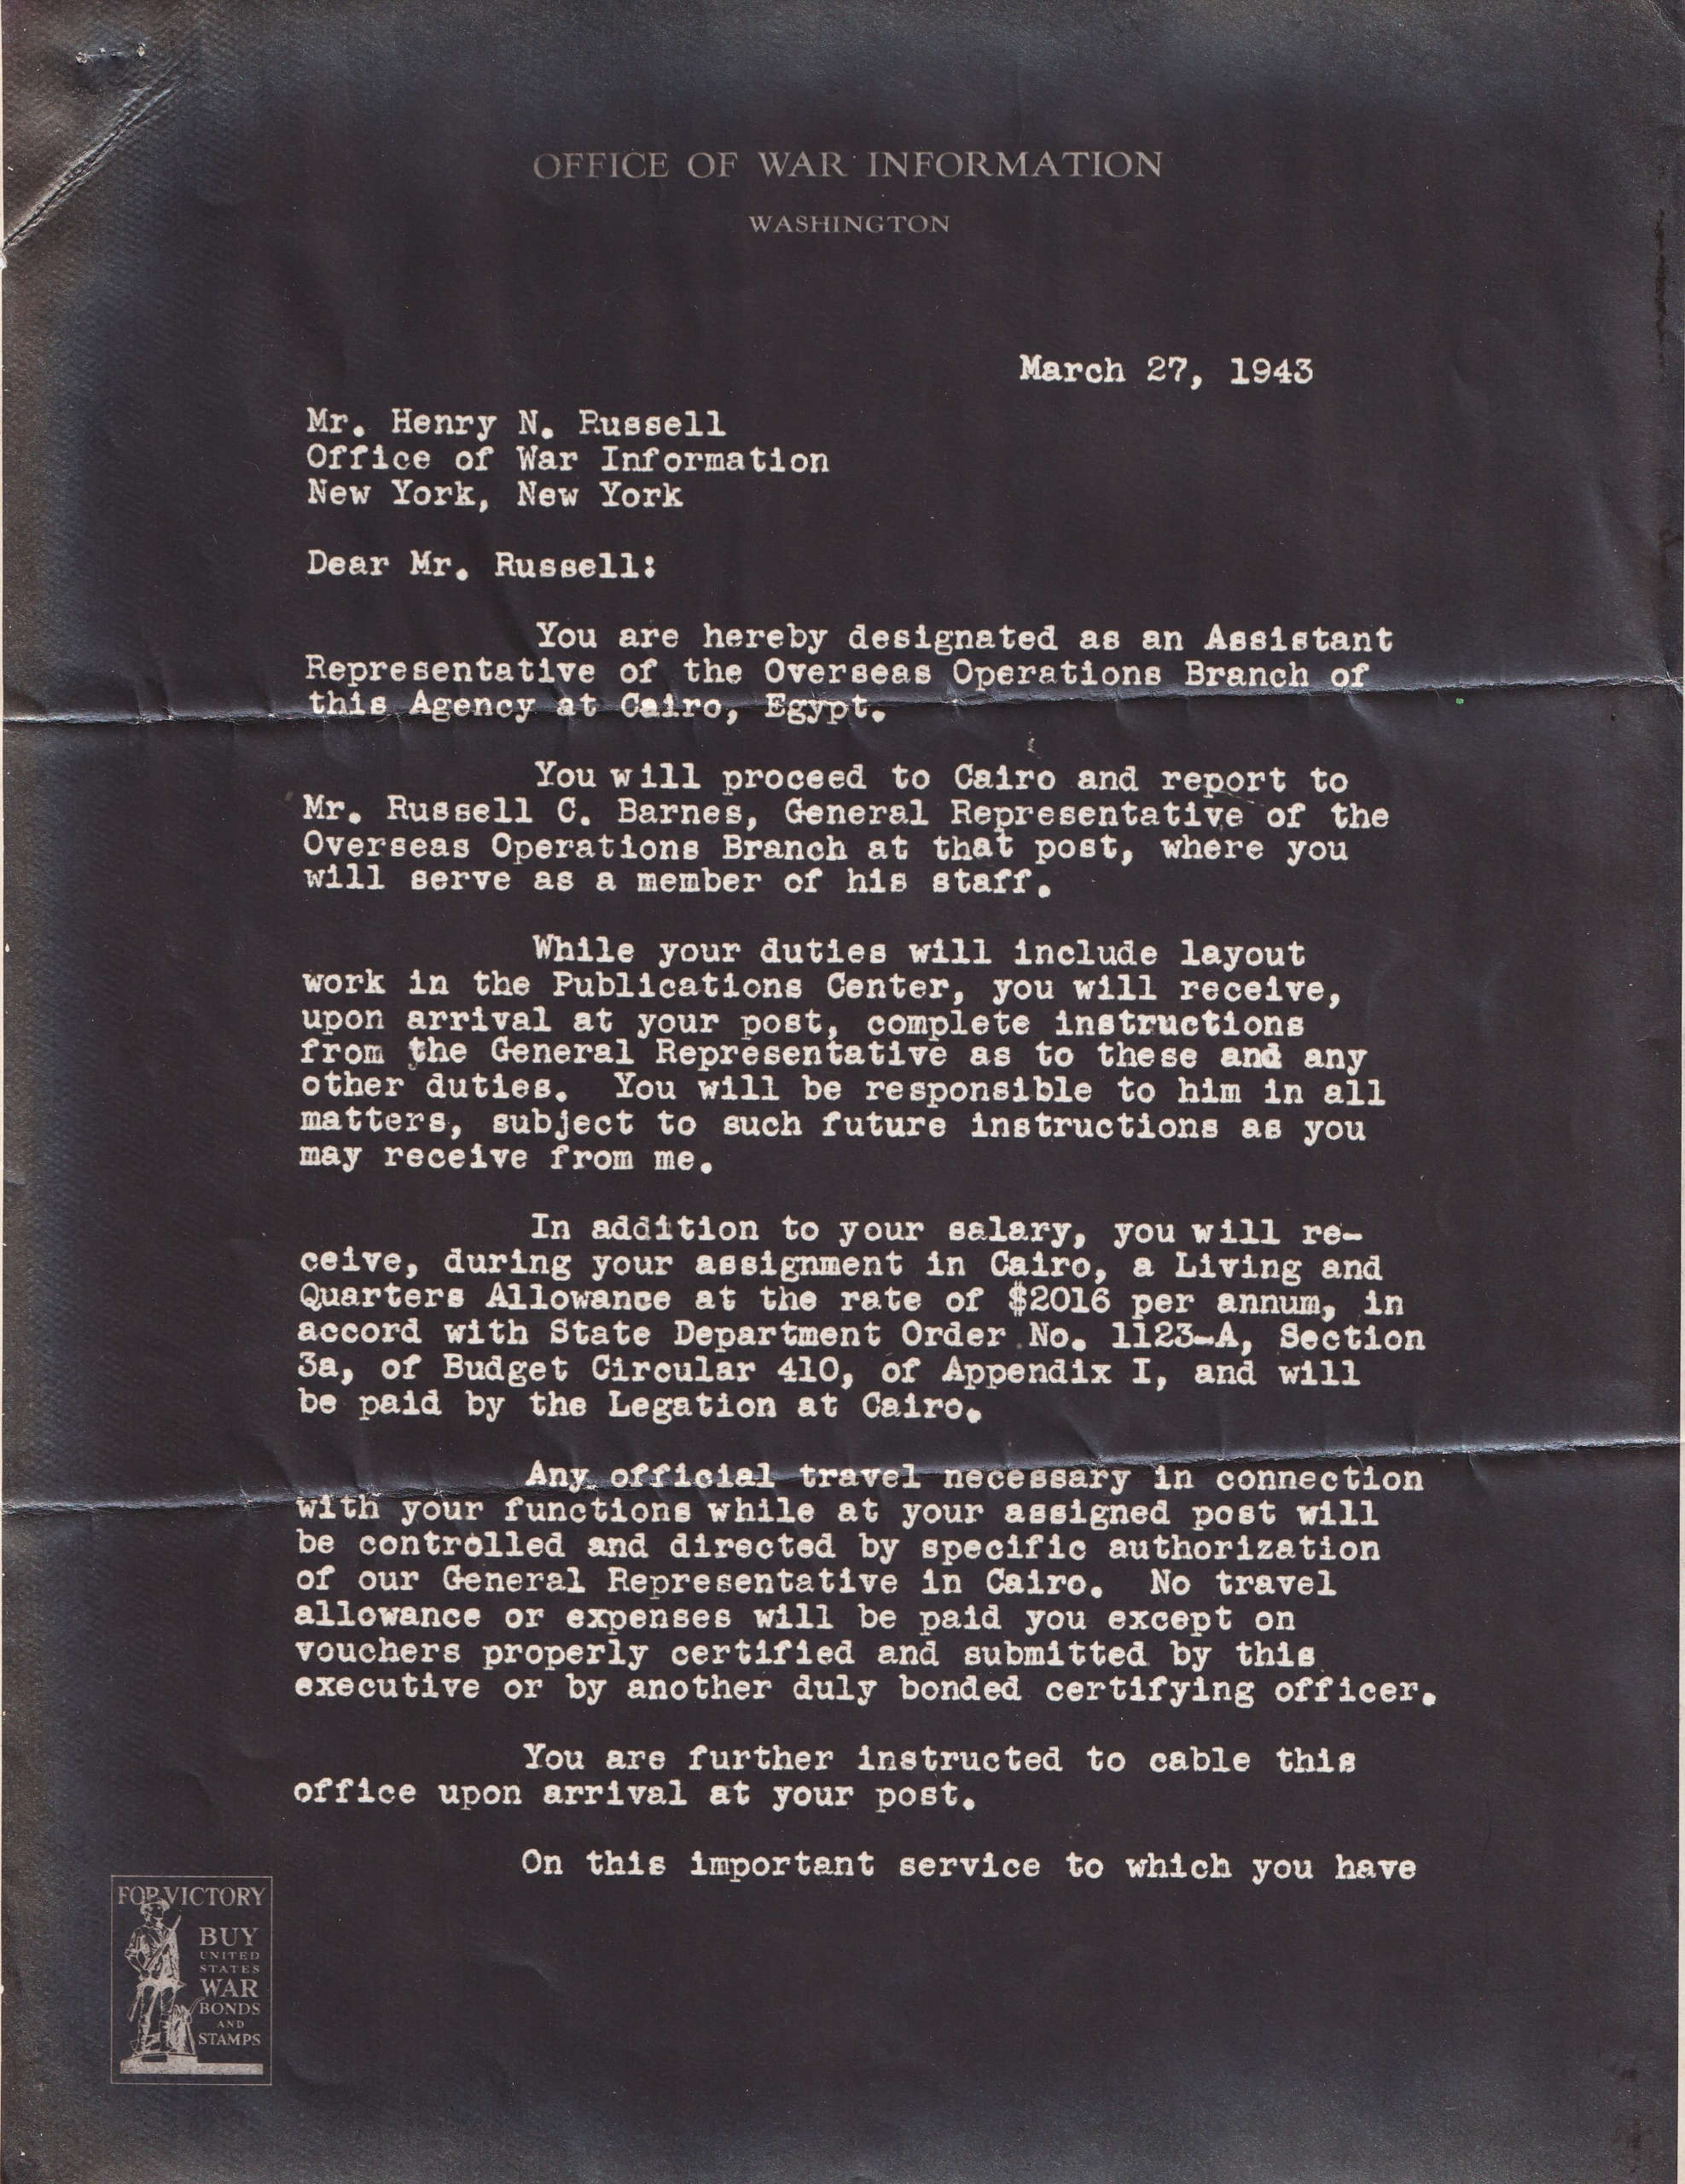 OFFICE OF WAR INFORMATION
WASHINGTON
March 27, 1943
Mr. Henry N. Russell
Office of War Information
New York, New York
Dear Mr. Russell:
You are hereby designated as an Assistant
Representative of the Overseas Operations Branch of
this Agency at Cairo, Egypt.
You will proceed to Cairo and report to
Mr. Russell C. Barnes, General Representative of the
Overseas Operations Branch at that post, where you
will serve as a member of his staff.
While your duties will include layout
work in the Publications Center, you will receive,
upon arrival at your post, complete instructions
from the General Representative as to these and any
other duties. You will be responsible to him in all
matters, subject to such future instructions as you
may receive from me.
In addition to your salary, you will re-
ceive, during your assignment in Cairo, a Living and
Quarters Allowance at the rate of $2016 per annum, in
accord with State Department Order No. 1123-A, Section
3a, of Budget Circular 410, of Appendix I, and will
be paid by the Legation at Cairo.
Any official travel necessary in connection
with your functions while at your assigned post will
be controlled and directed by specific authorization
of our General Representative in Cairo. No travel
allowance or expenses will be paid you except on
vouchers properly certified and submitted by this
executive or by another duly bonded certifying officer.
You are further instructed to cable this
office upon arrival at your post.
On this important service to which you have
FOR VICTORY
BUY
UNITED
STATES
WAR
BONDS
AND
STAMPS